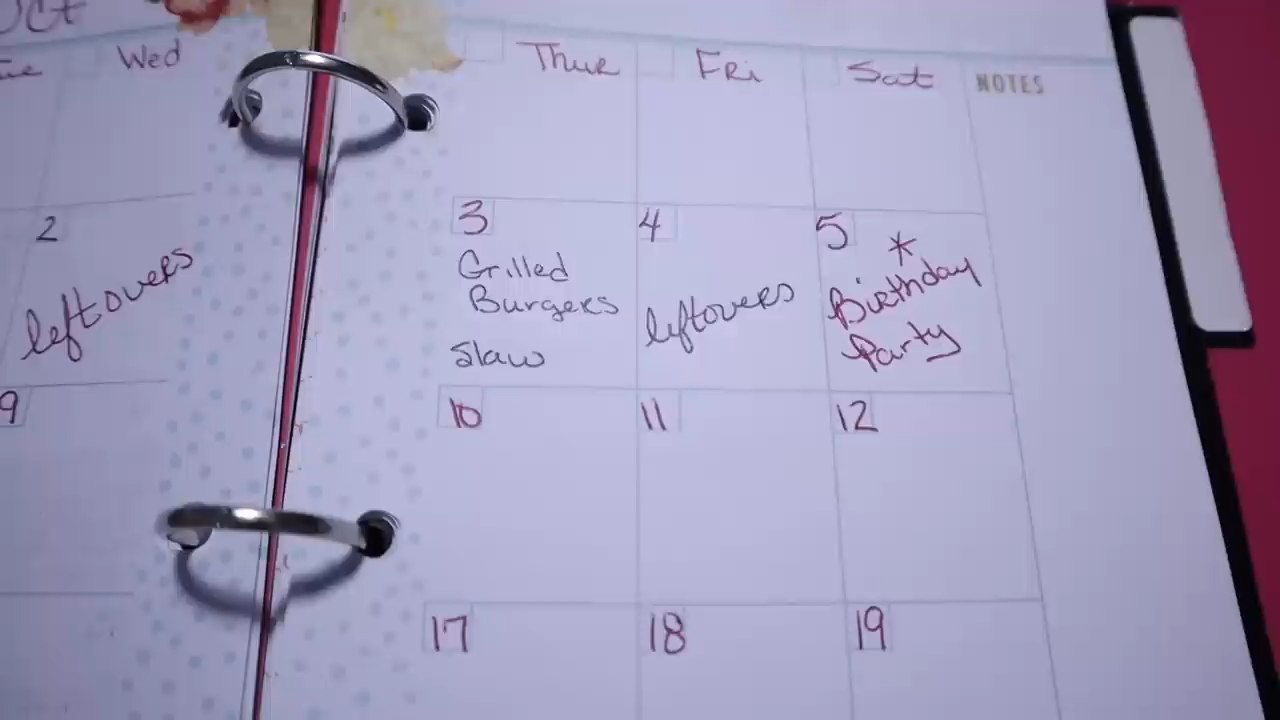 Oct
Wed
Thur
Fri
Sat
NOTES
2
leftovers
3
Grilled
Burgers
Slaw
4
leftovers
5
*
Birthday
Party
9
10
11
12
17
18
19